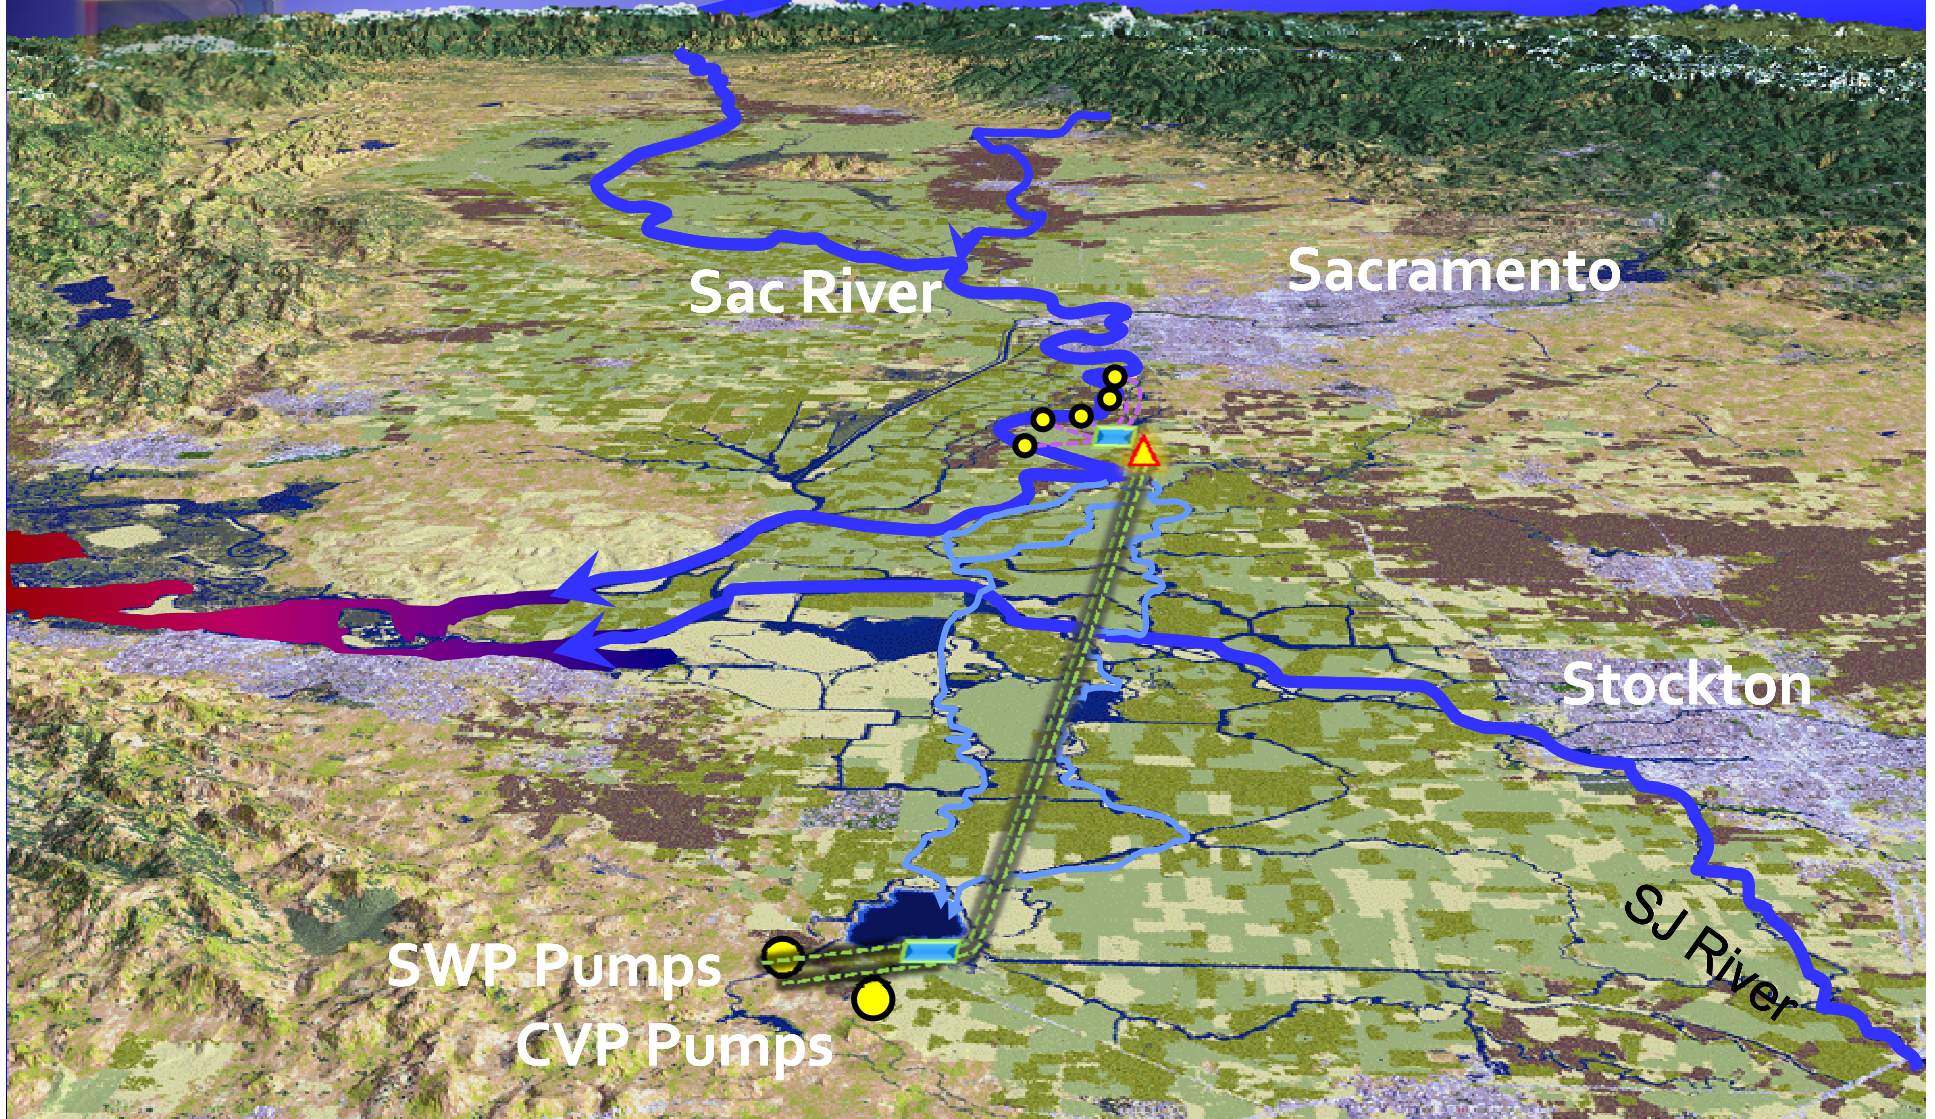 Sacramento
Sac River
Stockton
SJ River
SWP Pumps
CVP Pumps